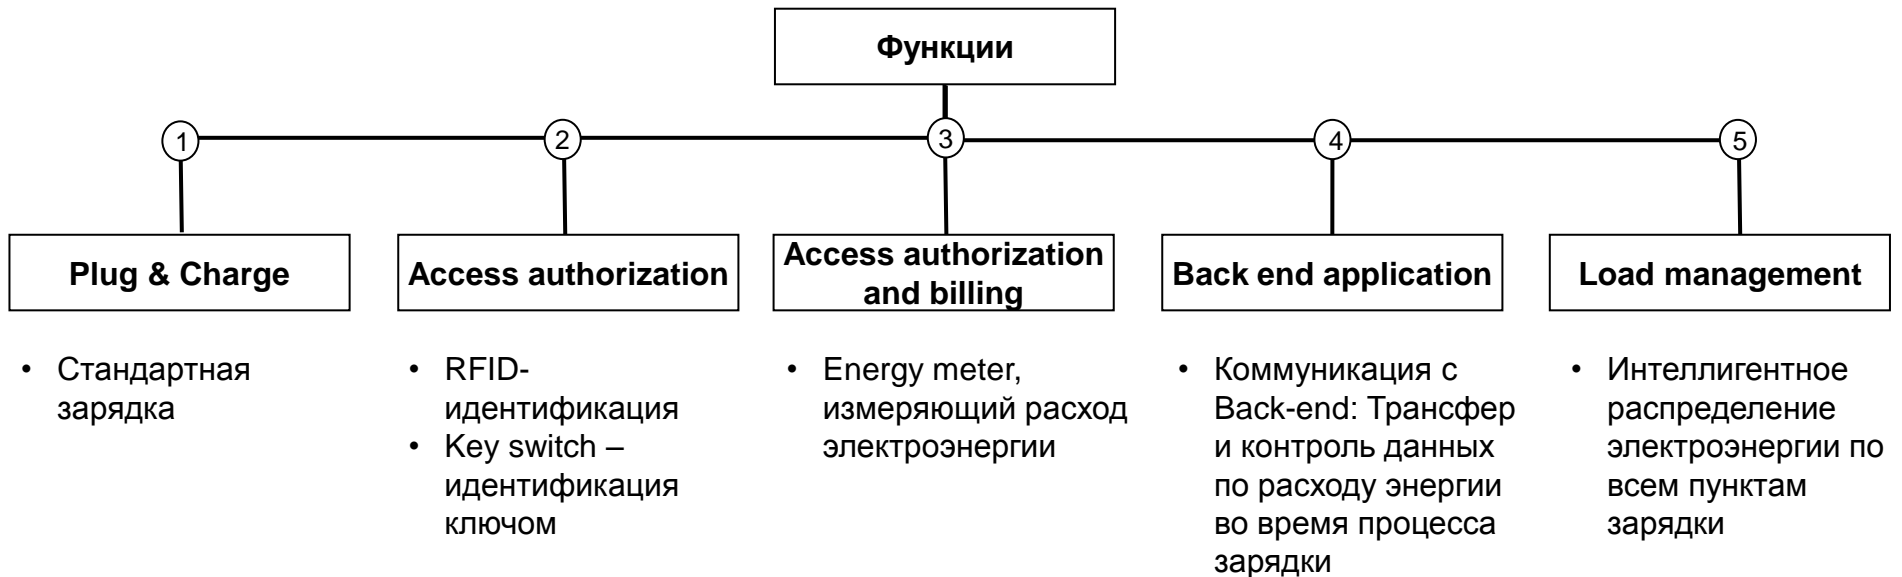 Функции
1
2
3
4
5
Plug & Charge
Access authorization
Access authorization
and billing
Back end application
Load management
• Стандартная
зарядка
• RFID-
идентификация
• Key switch –
идентификация
ключом
• Energy meter,
измеряющий расход
электроэнергии
• Коммуникация с
Back-end: Трансфер
и контроль данных
по расходу энергии
во время процесса
зарядки
• Интеллигентное
распределение
электроэнергии по
всем пунктам
зарядки